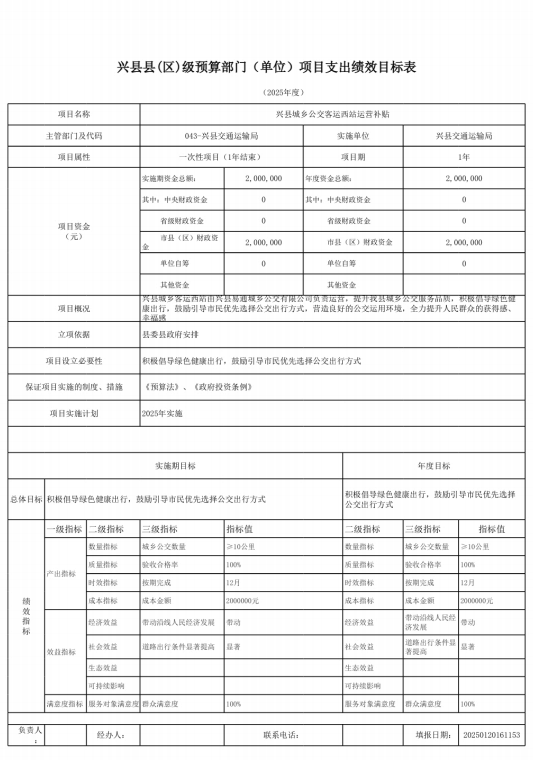 兴县县(区)级预算部门（单位）项目支出绩效目标表
（2025年度）
项目名称 兴县城乡公交客运西站运营补贴
主管部门及代码 043-兴县交通运输局 实施单位 兴县交通运输局
项目属性 一次性项目（1年结束） 项目期 1年
项目资金（元） 实施期资金总额： 2,000,000 年度资金总额： 2,000,000
其中：中央财政资金 0 其中：中央财政资金 0
省级财政资金 0 省级财政资金 0
市县（区）财政资金 2,000,000 市县（区）财政资金 2,000,000
单位自筹 0 单位自筹 0
其他资金 其他资金
项目概况 兴县城乡客运西站由兴县易通城乡公交有限公司负责运营，提升我县城乡公交服务品质，积极倡导绿色健
康出行，鼓励引导市民优先选择公交出行方式，营造良好的公交运用环境，全力提升人民群众的获得感、
幸福感
立项依据 县委县政府安排
项目设立必要性 积极倡导绿色健康出行，鼓励引导市民优先选择公交出行方式
保证项目实施的制度、措施 《预算法》、《政府投资条例》
项目实施计划 2025年实施
实施期目标 年度目标
总体目标 积极倡导绿色健康出行，鼓励引导市民优先选择公交出行方式 积极倡导绿色健康出行，鼓励引导市民优先选择
公交出行方式
绩效指标 一级指标 二级指标 三级指标 指标值 二级指标 三级指标 指标值
产出指标 数量指标 城乡公交数量 ≥10公里 数量指标 城乡公交数量 ≥10公里
质量指标 验收合格率 100% 质量指标 验收合格率 100%
时效指标 按期完成 12月 时效指标 按期完成 12月
成本指标 成本金额 2000000元 成本指标 成本金额 2000000元
效益指标 经济效益 带动沿线人民经济发展 带动 经济效益 带动沿线人民经济发展 带动
社会效益 道路出行条件显著提高 显著 社会效益 道路出行条件显著提高 显著
生态效益 生态效益
可持续影响 可持续影响
满意度指标 服务对象满意度 群众满意度 100% 服务对象满意度 群众满意度 100%
负责人： 经办人： 联系电话： 填报日期： 20250120161153